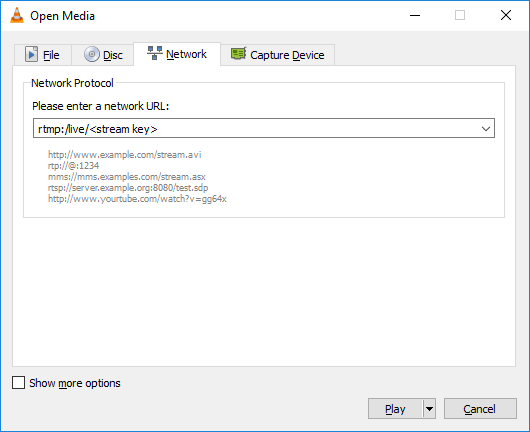 Open Media
File
Disc
Network
Capture Device
Network Protocol
Please enter a network URL:
rtmp:/live/<stream key>
http://www.example.com/stream.avi
rtp://@:1234
mms://mms.examples.com/stream.asx
rtsp://server.example.org:8080/test.sdp
http://www.yourtube.com/watch?v=gg64x
Show more options
Play
Cancel